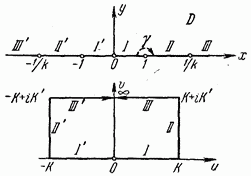 y
D
III′ II′ I′ I γ II III
-1/k -1 0 1 1/k x
v
-K+iK′ III′ ∞ III K+iK′
II′ II
I′ I
-K 0 K u